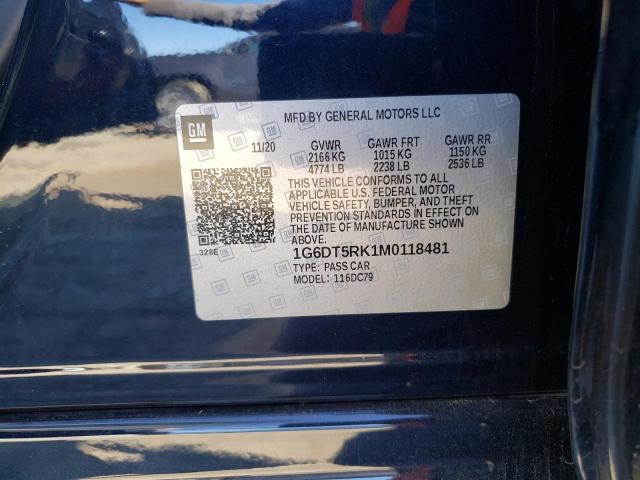 GM
MFD BY GENERAL MOTORS LLC
11/20 GVWR GAWR FRT GAWR RR
2166 KG 1015 KG 1150 KG
4774 LB 2238 LB 2536 LB
THIS VEHICLE CONFORMS TO ALL
APPLICABLE U.S. FEDERAL MOTOR
VEHICLE SAFETY, BUMPER, AND THEFT
PREVENTION STANDARDS IN EFFECT ON
THE DATE OF MANUFACTURE SHOWN ABOVE.
328E 1G6DT5RK1M0118481
TYPE: PASS CAR
MODEL: 116DC79